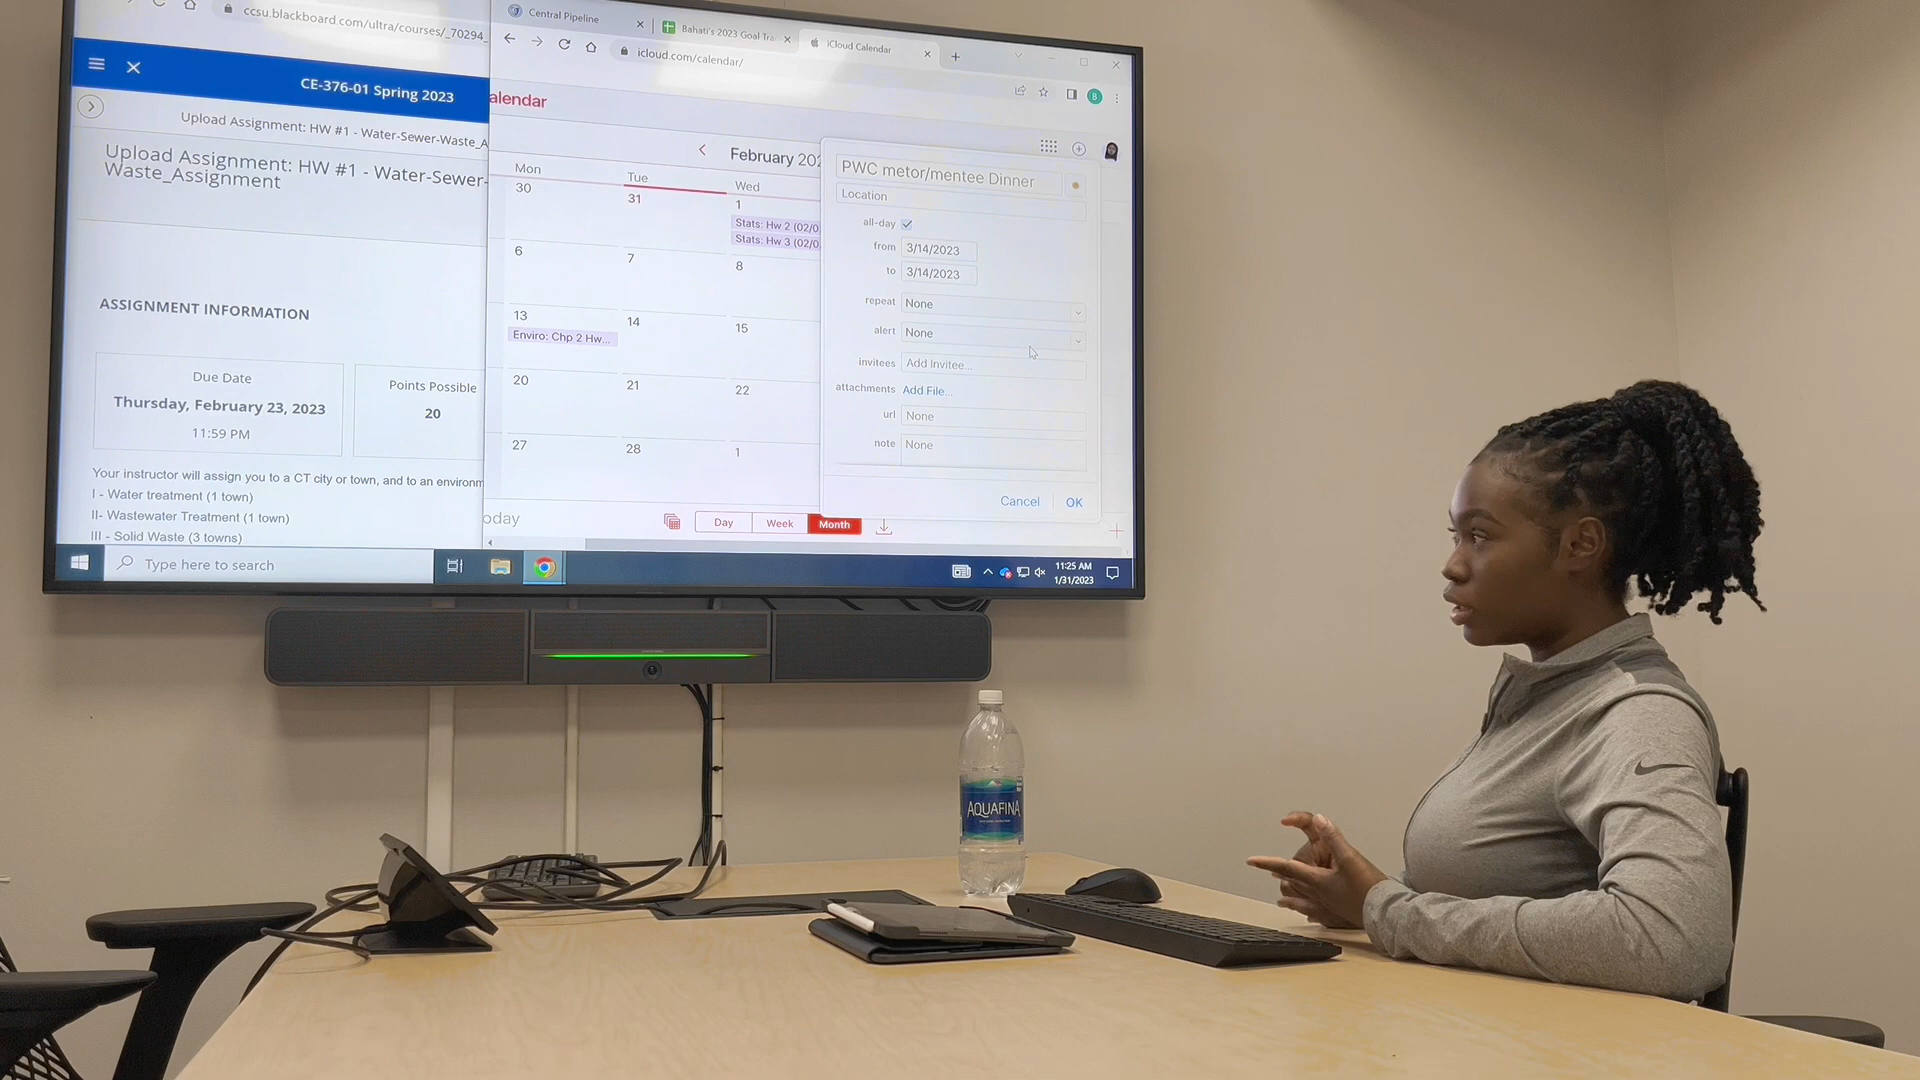 ccsu.blackboard.com/ultra/courses/_70294_
CE-376-01 Spring 2023
Upload Assignment: HW #1 - Water-Sewer-Waste_A
Upload Assignment: HW #1 - Water-Sewer-
Waste_Assignment
ASSIGNMENT INFORMATION
Due Date
Thursday, February 23, 2023
11:59 PM
Points Possible
20
Your instructor will assign you to a CT city or town, and to an environm
I - Water treatment (1 town)
II- Wastewater Treatment (1 town)
III - Solid Waste (3 towns)
Central Pipeline
Bahati's 2023 Goal Tra
iCloud Calendar
icloud.com/calendar/
B
alendar
February 202
Mon
Tue
Wed
30
31
1
Stats: Hw 2 (02/0
Stats: Hw 3 (02/0
6
7
8
13
14
15
Enviro: Chp 2 Hw...
20
21
22
27
28
1
oday
Day
Week
Month
PWC metor/mentee Dinner
Location
all-day
from 3/14/2023
to 3/14/2023
repeat None
alert None
invitees Add Invitee...
attachments Add File...
url None
note None
Cancel
OK
Type here to search
11:25 AM
1/31/2023
AQUAFINA